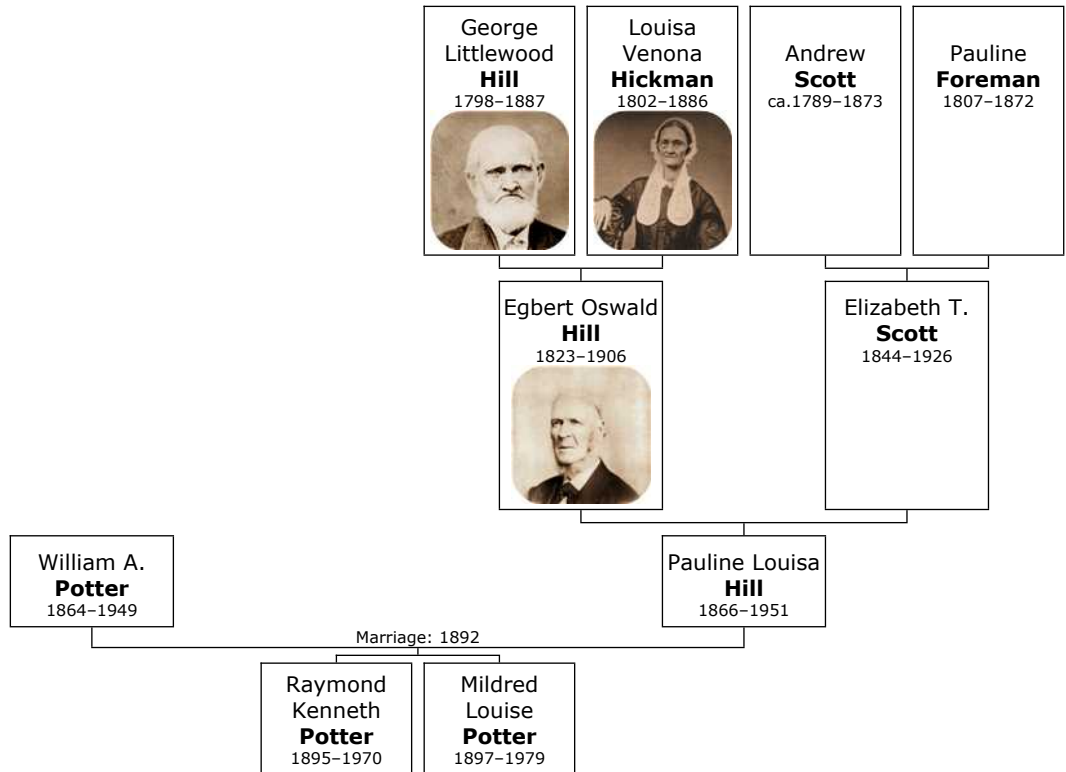 George
Littlewood
Hill
1798–1887
Louisa
Venona
Hickman
1802–1886
Andrew
Scott
ca.1789–1873
Pauline
Foreman
1807–1872
Egbert Oswald
Hill
1823–1906
Elizabeth T.
Scott
1844–1926
William A.
Potter
1864–1949
Pauline Louisa
Hill
1866–1951
Marriage: 1892
Raymond
Kenneth
Potter
1895–1970
Mildred
Louise
Potter
1897–1979